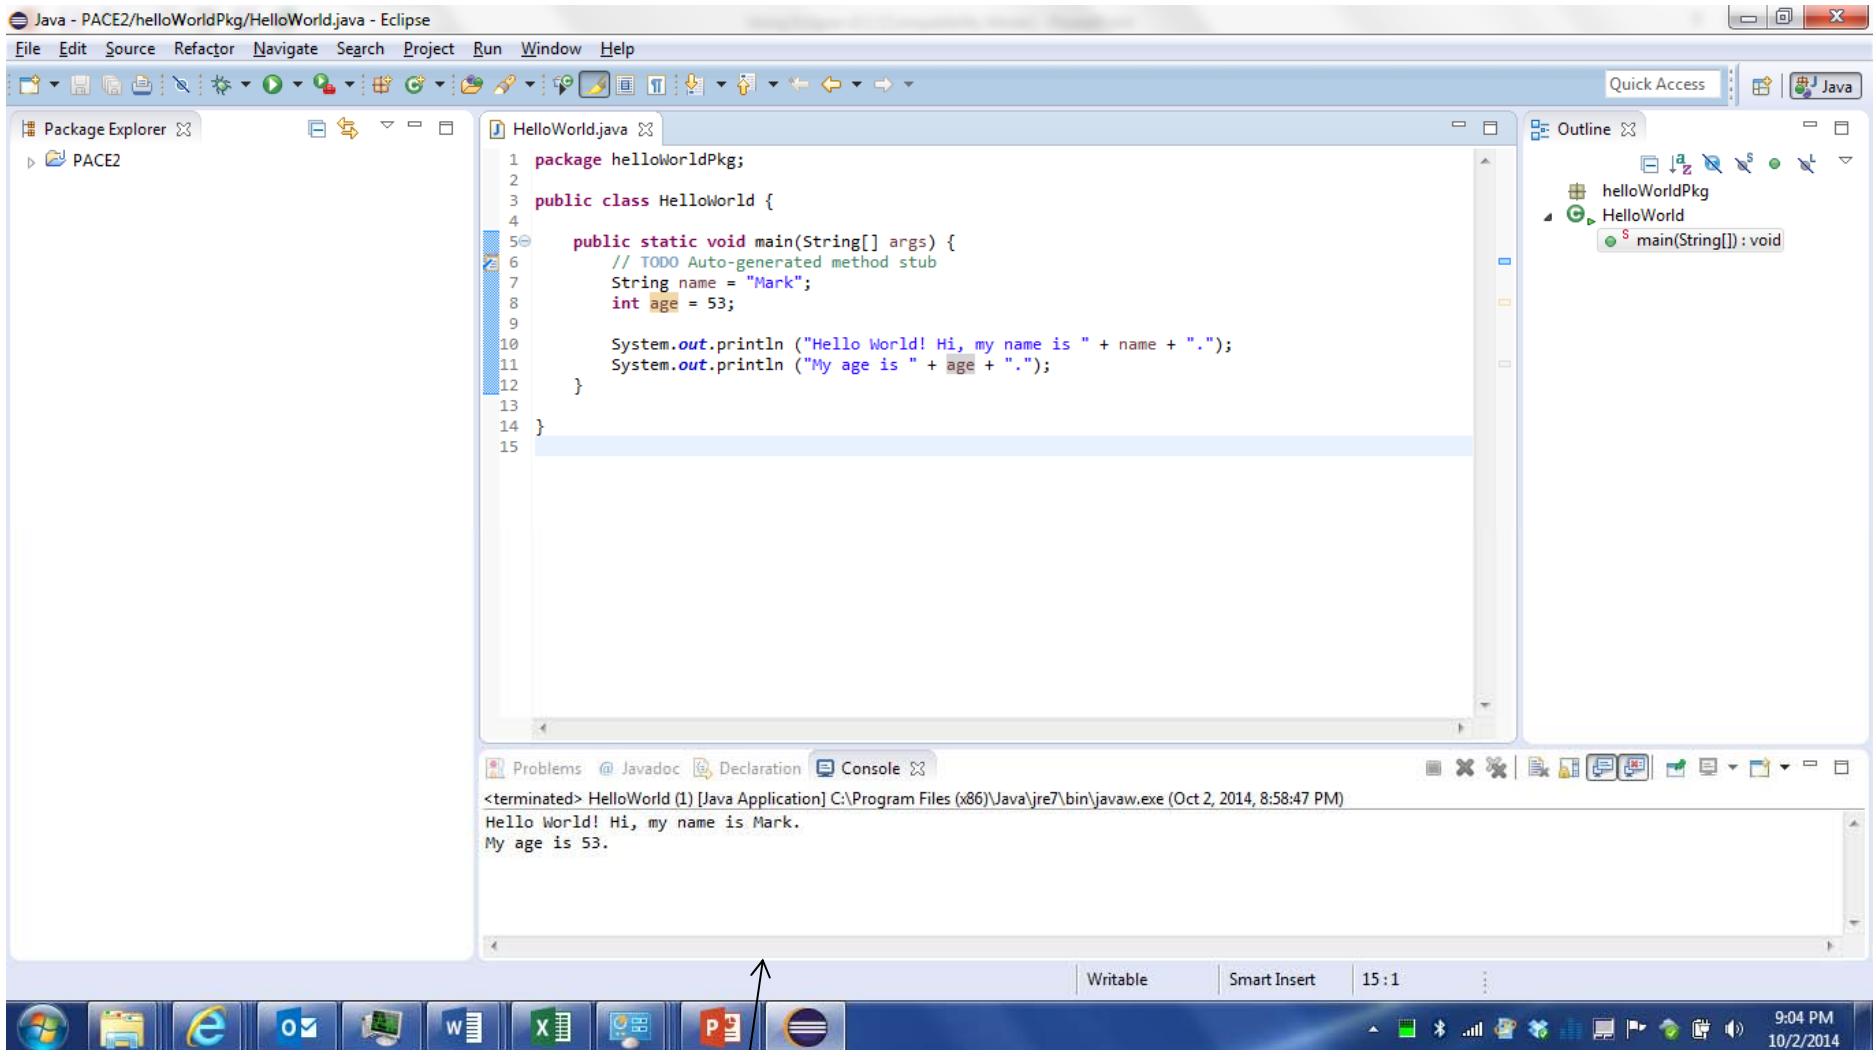 Java - PACE2/helloWorldPkg/HelloWorld.java - Eclipse
File Edit Source Refactor Navigate Search Project Run Window Help
Quick Access Java
Package Explorer
PACE2
HelloWorld.java
1 package helloWorldPkg;
2
3 public class HelloWorld {
4
5 public static void main(String[] args) {
6 // TODO Auto-generated method stub
7 String name = "Mark";
8 int age = 53;
9
10 System.out.println ("Hello World! Hi, my name is " + name + ".");
11 System.out.println ("My age is " + age + ".");
12 }
13
14 }
15
Outline
helloWorldPkg
HelloWorld
main(String[]) : void
Problems @ Javadoc Declaration Console
<terminated> HelloWorld (1) [Java Application] C:\Program Files (x86)\Java\jre7\bin\javaw.exe (Oct 2, 2014, 8:58:47 PM)
Hello World! Hi, my name is Mark.
My age is 53.
Writable Smart Insert 15 : 1
9:04 PM
10/2/2014